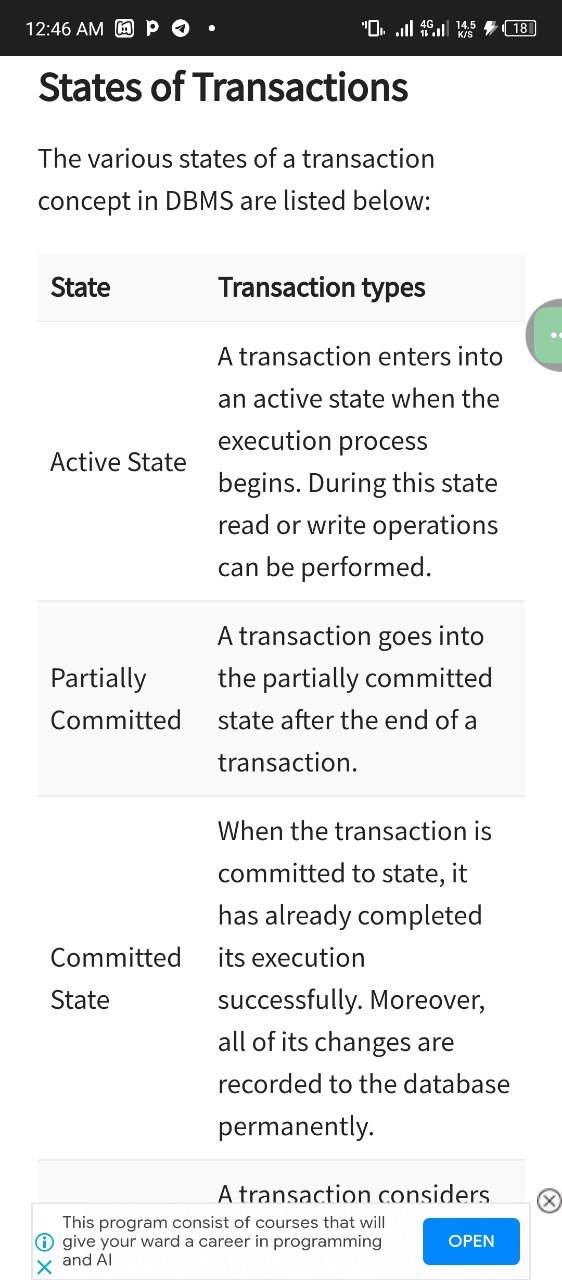 12:46 AM
4G 14.5 K/S 18
States of Transactions
The various states of a transaction
concept in DBMS are listed below:
State Transaction types
Active State
A transaction enters into
an active state when the
execution process
begins. During this state
read or write operations
can be performed.
Partially
Committed
A transaction goes into
the partially committed
state after the end of a
transaction.
Committed
State
When the transaction is
committed to state, it
has already completed
its execution
successfully. Moreover,
all of its changes are
recorded to the database
permanently.
A transaction considers
This program consist of courses that will
give your ward a career in programming
and AI
OPEN